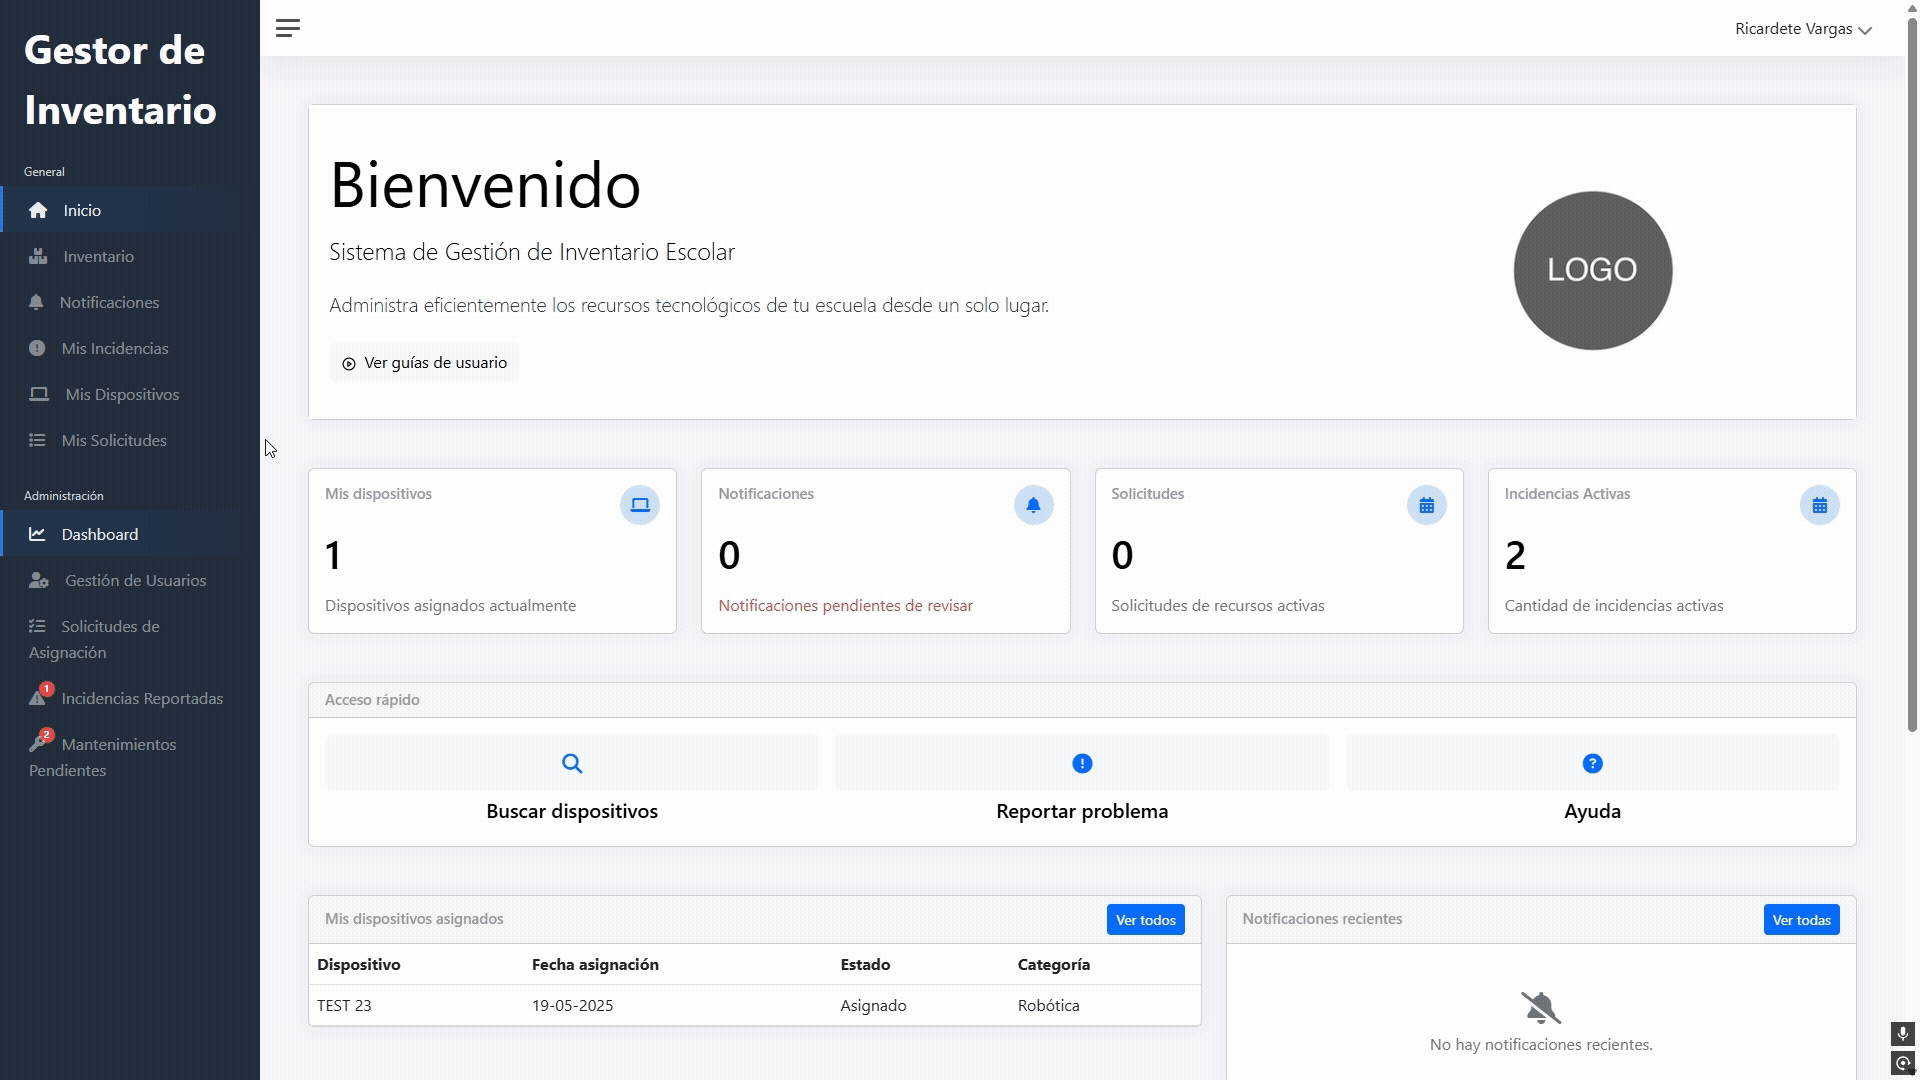 Gestor de
Inventario
General
Inicio
Inventario
Notificaciones
Mis Incidencias
Mis Dispositivos
Mis Solicitudes
Administración
Dashboard
Gestión de Usuarios
Solicitudes de
Asignación
1
Incidencias Reportadas
2
Mantenimientos
Pendientes
Ricardete Vargas
Bienvenido
Sistema de Gestión de Inventario Escolar
Administra eficientemente los recursos tecnológicos de tu escuela desde un solo lugar.
Ver guías de usuario
LOGO
Mis dispositivos
1
Dispositivos asignados actualmente
Notificaciones
0
Notificaciones pendientes de revisar
Solicitudes
0
Solicitudes de recursos activas
Incidencias Activas
2
Cantidad de incidencias activas
Acceso rápido
Buscar dispositivos
Reportar problema
Ayuda
Mis dispositivos asignados
Ver todos
Dispositivo Fecha asignación Estado Categoría
TEST 23 19-05-2025 Asignado Robótica
Notificaciones recientes
Ver todas
No hay notificaciones recientes.